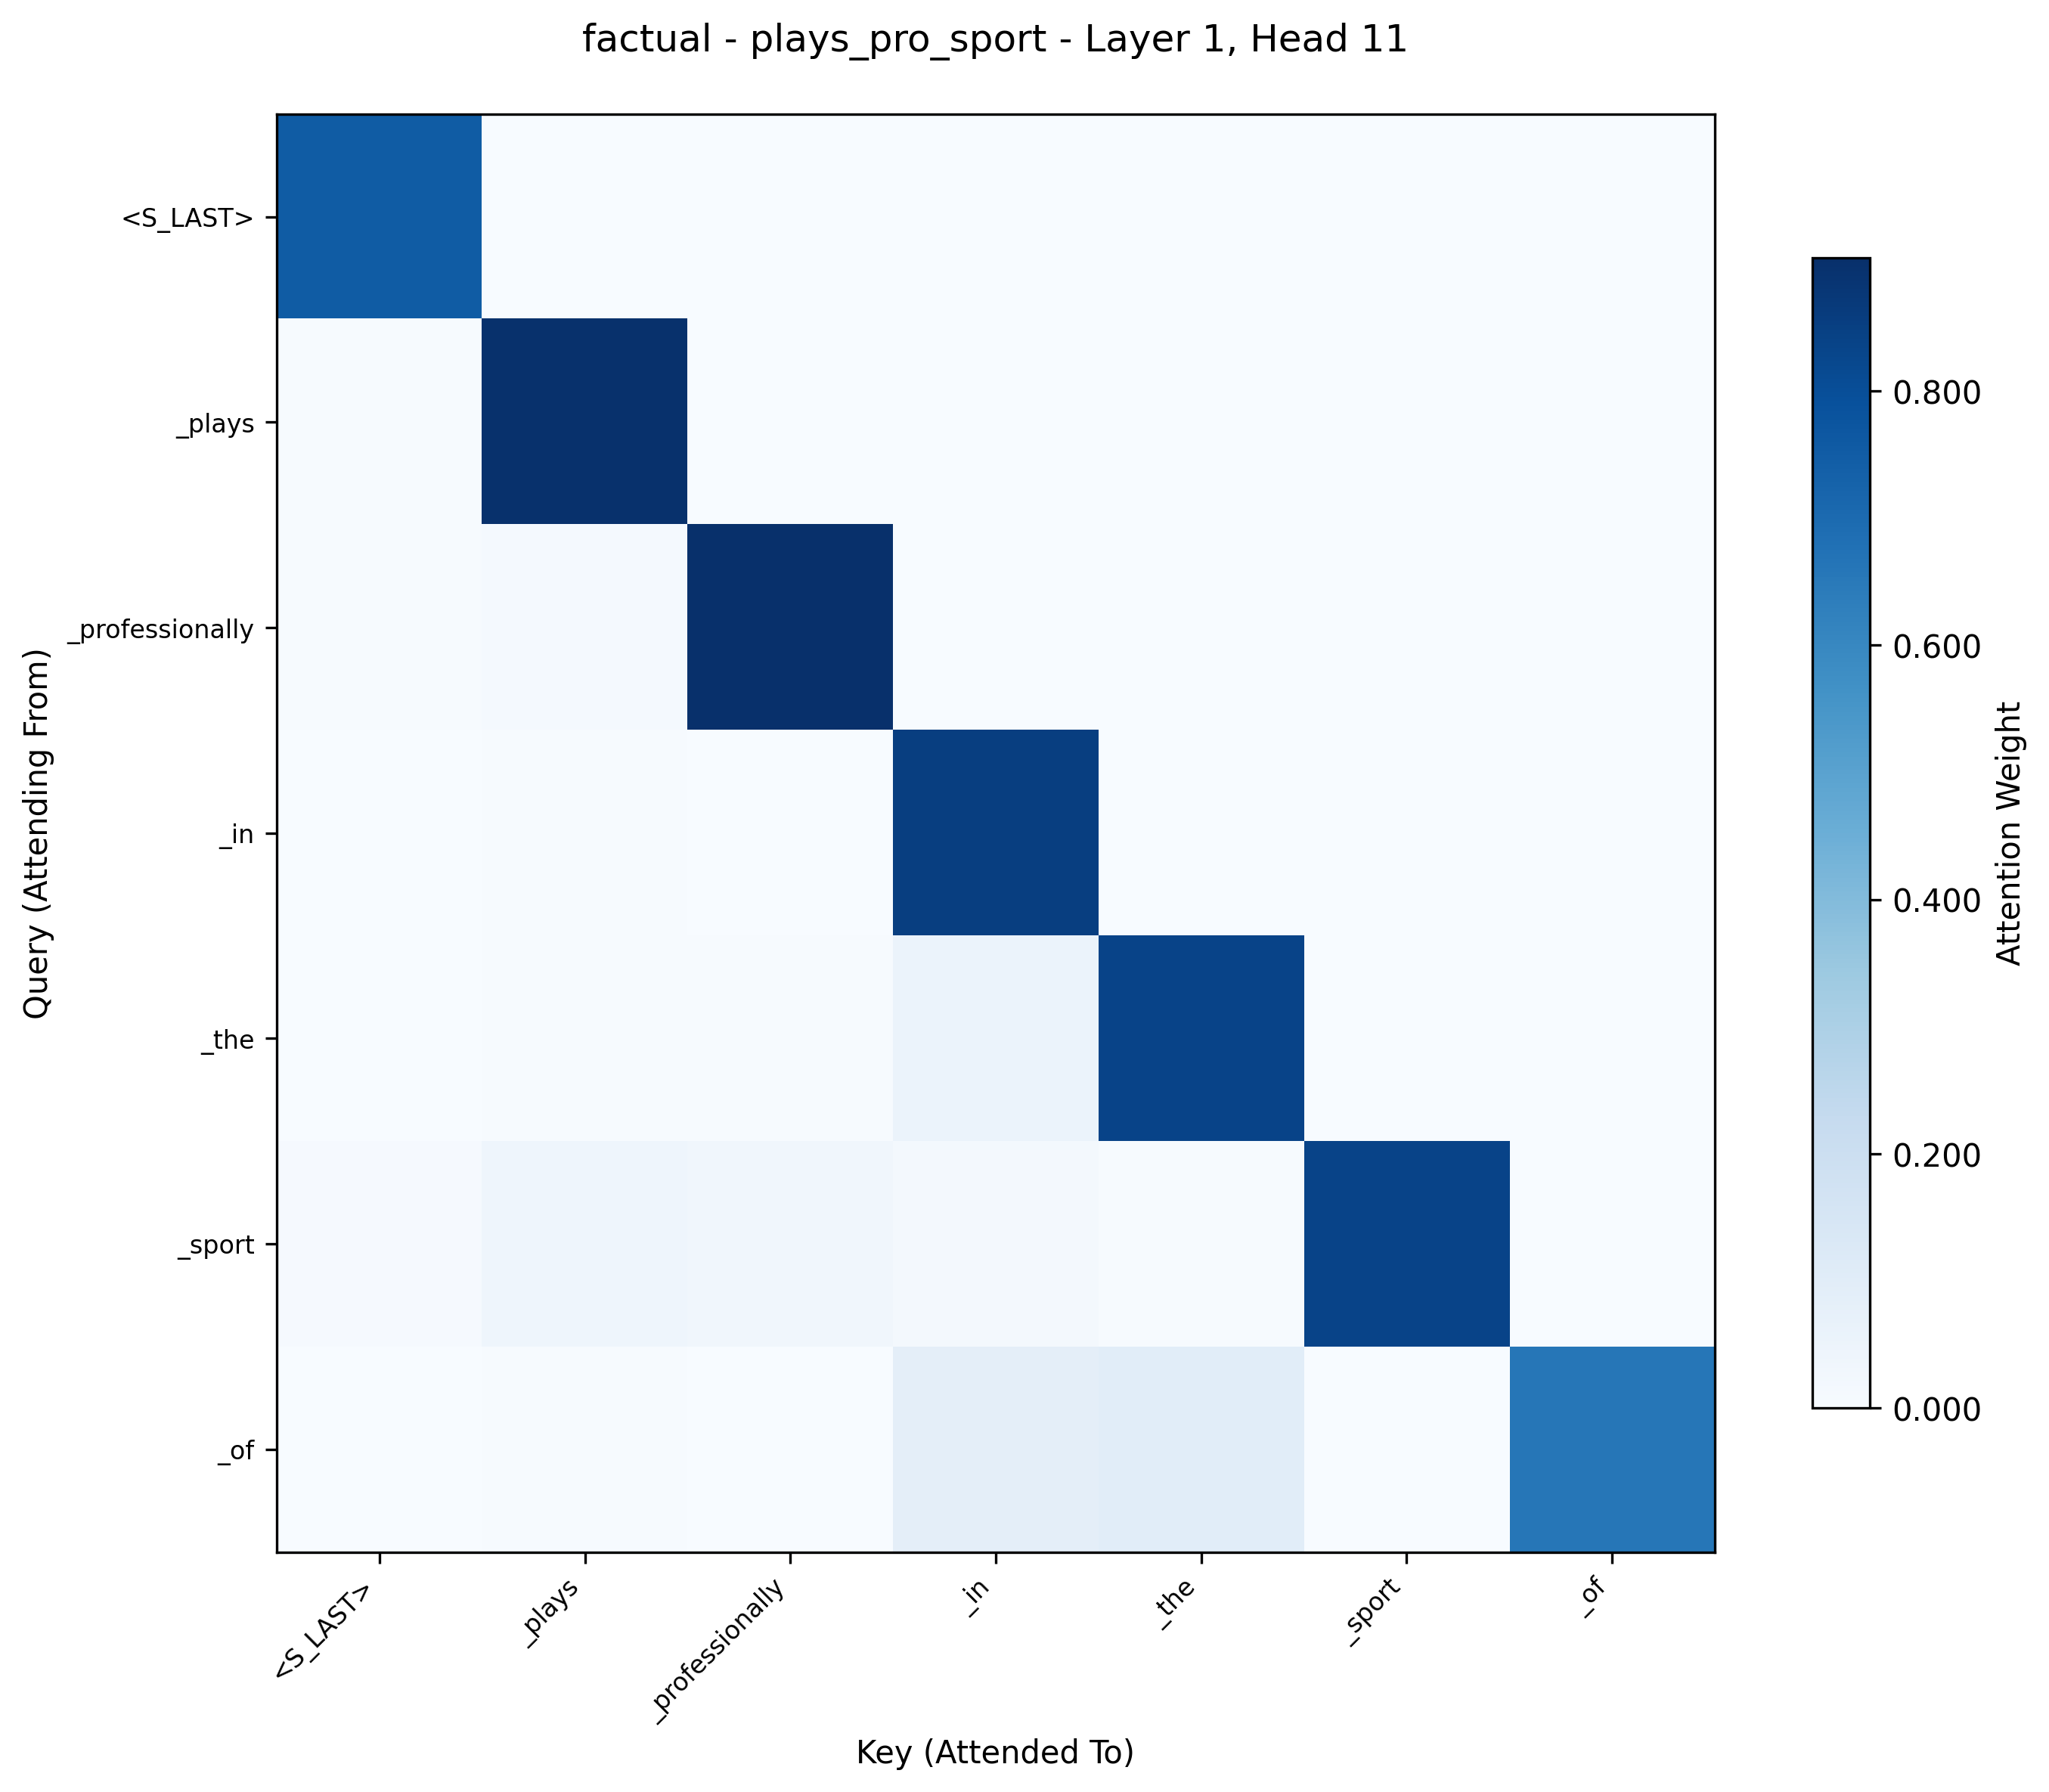 factual - plays_pro_sport - Layer 1, Head 11
Query (Attending From)
<S_LAST>
_plays
_professionally
_in
_the
_sport
_of
<S_LAST>
_plays
_professionally
_in
_the
_sport
_of
Key (Attended To)
0.800
0.600
0.400
0.200
0.000
Attention Weight